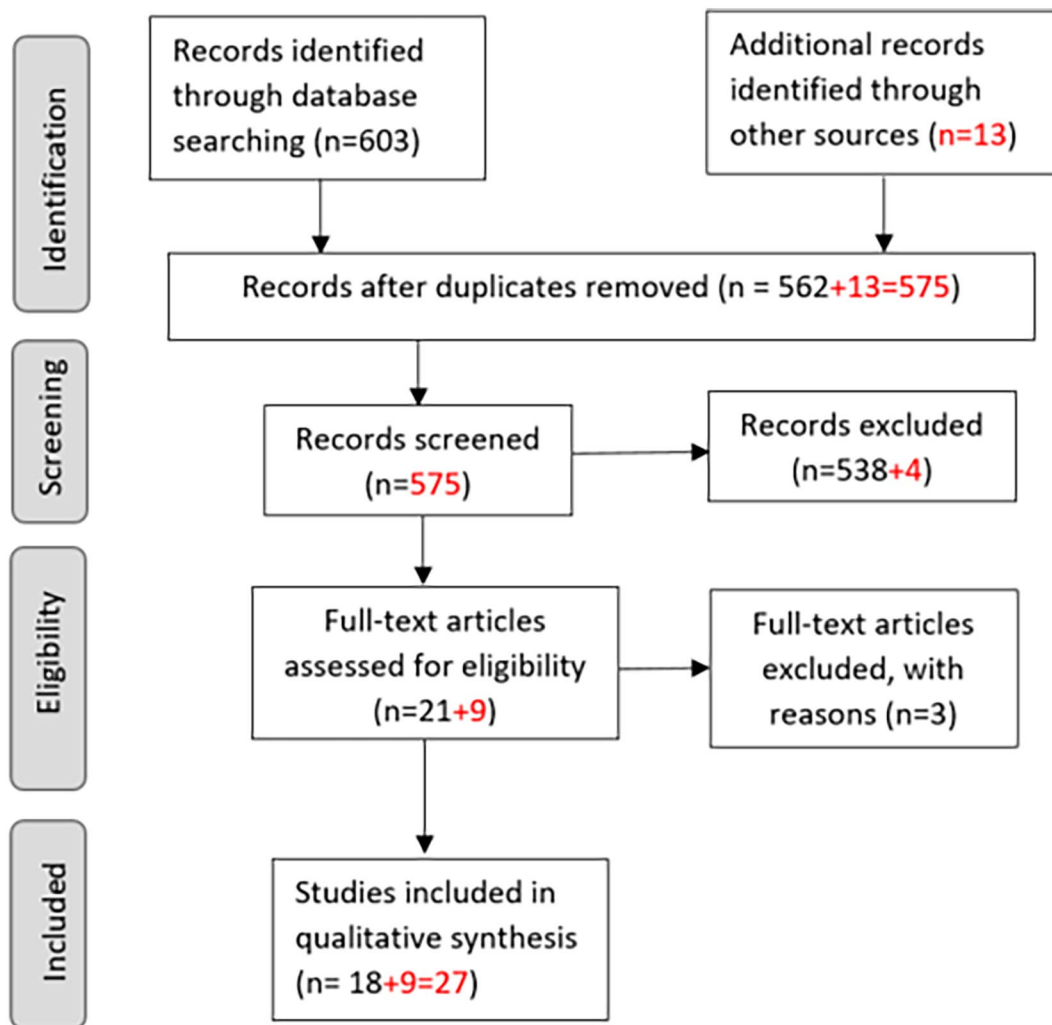 Identification
Records identified
through database
searching (n=603)
Additional records
identified through
other sources (n=13)
Records after duplicates removed (n = 562+13=575)
Screening
Records screened
(n=575)
Records excluded
(n=538+4)
Eligibility
Full-text articles
assessed for eligibility
(n=21+9)
Full-text articles
excluded, with
reasons (n=3)
Included
Studies included in
qualitative synthesis
(n= 18+9=27)